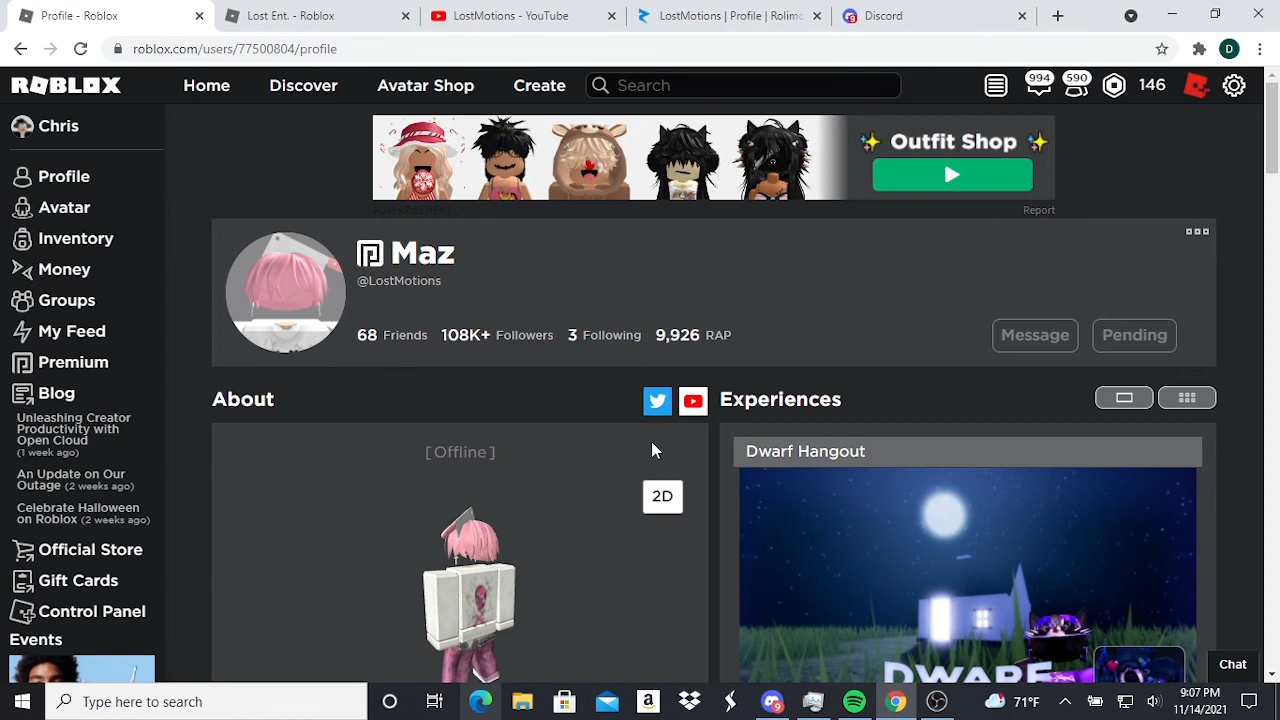 Profile - Roblox
Lost Ent. - Roblox
LostMotions - YouTube
LostMotions | Profile | Rolimo
Discord
roblox.com/users/77500804/profile
D
ROBLOX
Home
Discover
Avatar Shop
Create
Search
994
590
146
Chris
Profile
Avatar
Inventory
Money
Groups
My Feed
Premium
Blog
Unleashing Creator
Productivity with
Open Cloud
(1 week ago)
An Update on Our
Outage (2 weeks ago)
Celebrate Halloween
on Roblox (2 weeks ago)
Official Store
Gift Cards
Control Panel
Events
✨ Outfit Shop ✨
ADVERTISEMENT
Report
Maz
@LostMotions
68 Friends 108K+ Followers 3 Following 9,926 RAP
Message
Pending
About
[Offline]
2D
Experiences
Dwarf Hangout
DWARF
Chat
Type here to search
9
71°F
9:07 PM
11/14/2021